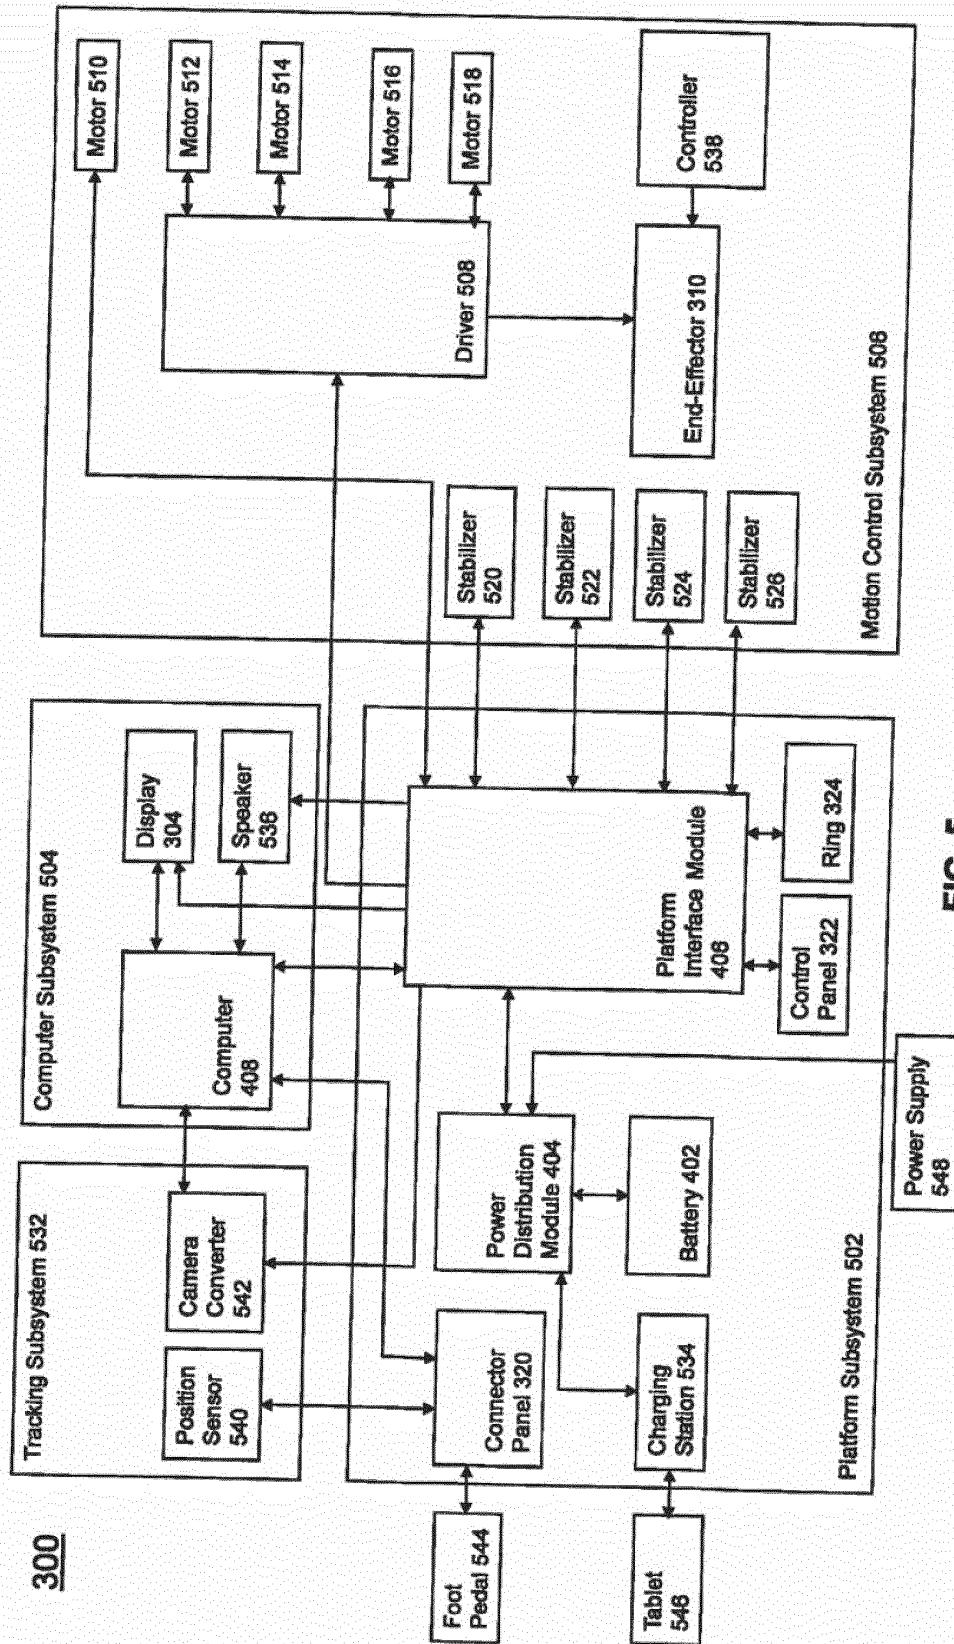 300
Tracking Subsystem 532
Position
Sensor
540
Camera
Converter
542
Computer Subsystem 504
Computer
408
Display
304
Speaker
536
Foot
Pedal 544
Tablet
546
Connector
Panel 320
Charging
Station 534
Power
Distribution
Module 404
Battery 402
Platform
Interface Module
406
Control
Panel 322
Ring 324
Platform Subsystem 502
Power Supply
548
Stabilizer
520
Stabilizer
522
Stabilizer
524
Stabilizer
526
Driver 508
End-Effector 310
Motor 510
Motor 512
Motor 514
Motor 516
Motor 518
Controller
538
Motion Control Subsystem 506
FIG. 5